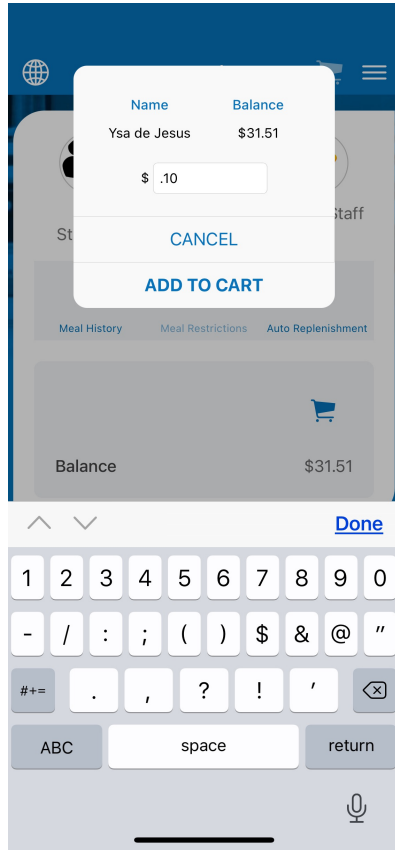 Name Balance
Ysa de Jesus $31.51
$ .10
Staff
St
CANCEL
ADD TO CART
Meal History Meal Restrictions Auto Replenishment
Balance $31.51
Done
1 2 3 4 5 6 7 8 9 0
- / : ; ( ) $ & @ "
#+= . , ? ! ′
ABC space return